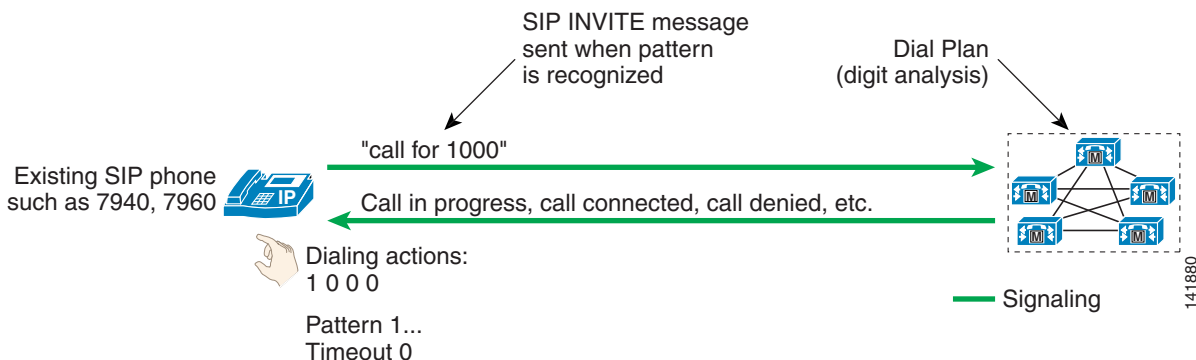 SIP INVITE message
sent when pattern
is recognized
Dial Plan
(digit analysis)
"call for 1000"
Existing SIP phone
such as 7940, 7960
IP
Call in progress, call connected, call denied, etc.
M
M
M
M
M
Dialing actions:
1 0 0 0
Pattern 1...
Timeout 0
Signaling
141880